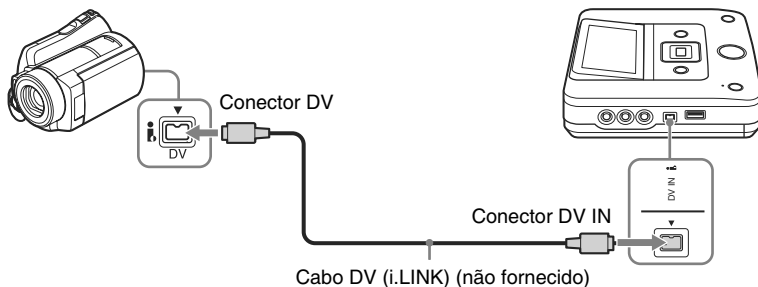 Conector DV
DV
DV IN
Conector DV IN
Cabo DV (i.LINK) (não fornecido)